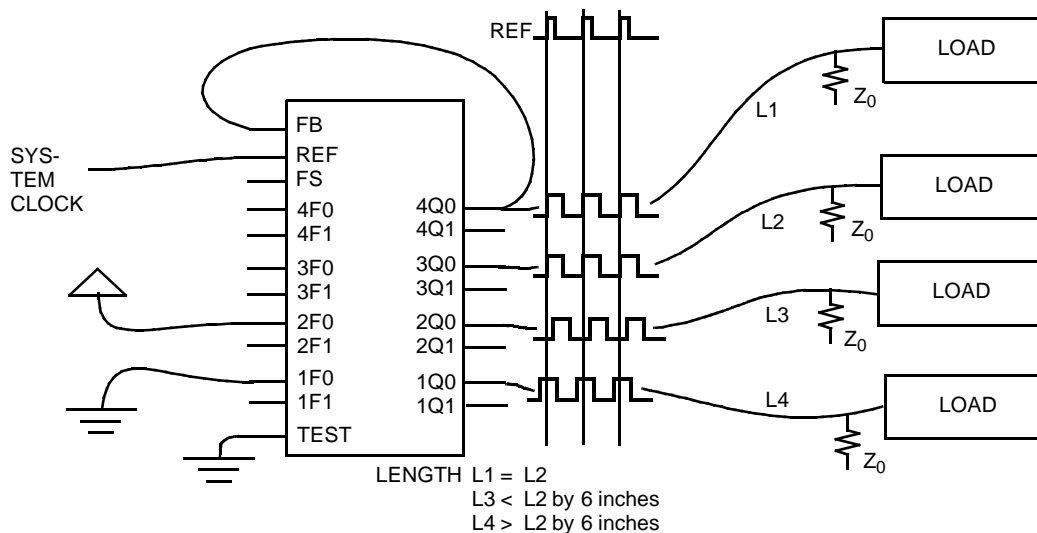 REF
LOAD
Z0
L1
FB
SYS-
TEM
CLOCK
REF
FS
4F0
4Q0
4F1
4Q1
LOAD
Z0
L2
3F0
3Q0
3F1
3Q1
LOAD
Z0
L3
2F0
2Q0
2F1
2Q1
1F0
1Q0
1F1
1Q1
LOAD
Z0
L4
TEST
LENGTH L1 = L2
L3 < L2 by 6 inches
L4 > L2 by 6 inches